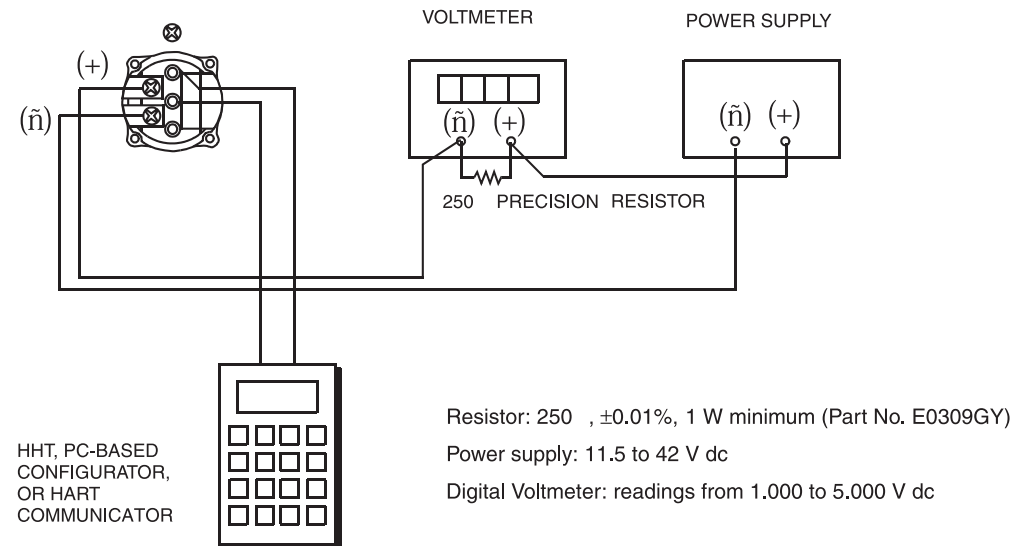 VOLTMETER
POWER SUPPLY
(+)
(ñ)
(ñ) (+)
(ñ) (+)
250 PRECISION RESISTOR
HHT, PC-BASED
CONFIGURATOR,
OR HART
COMMUNICATOR
Resistor: 250 , ±0.01%, 1 W minimum (Part No. E0309GY)
Power supply: 11.5 to 42 V dc
Digital Voltmeter: readings from 1.000 to 5.000 V dc